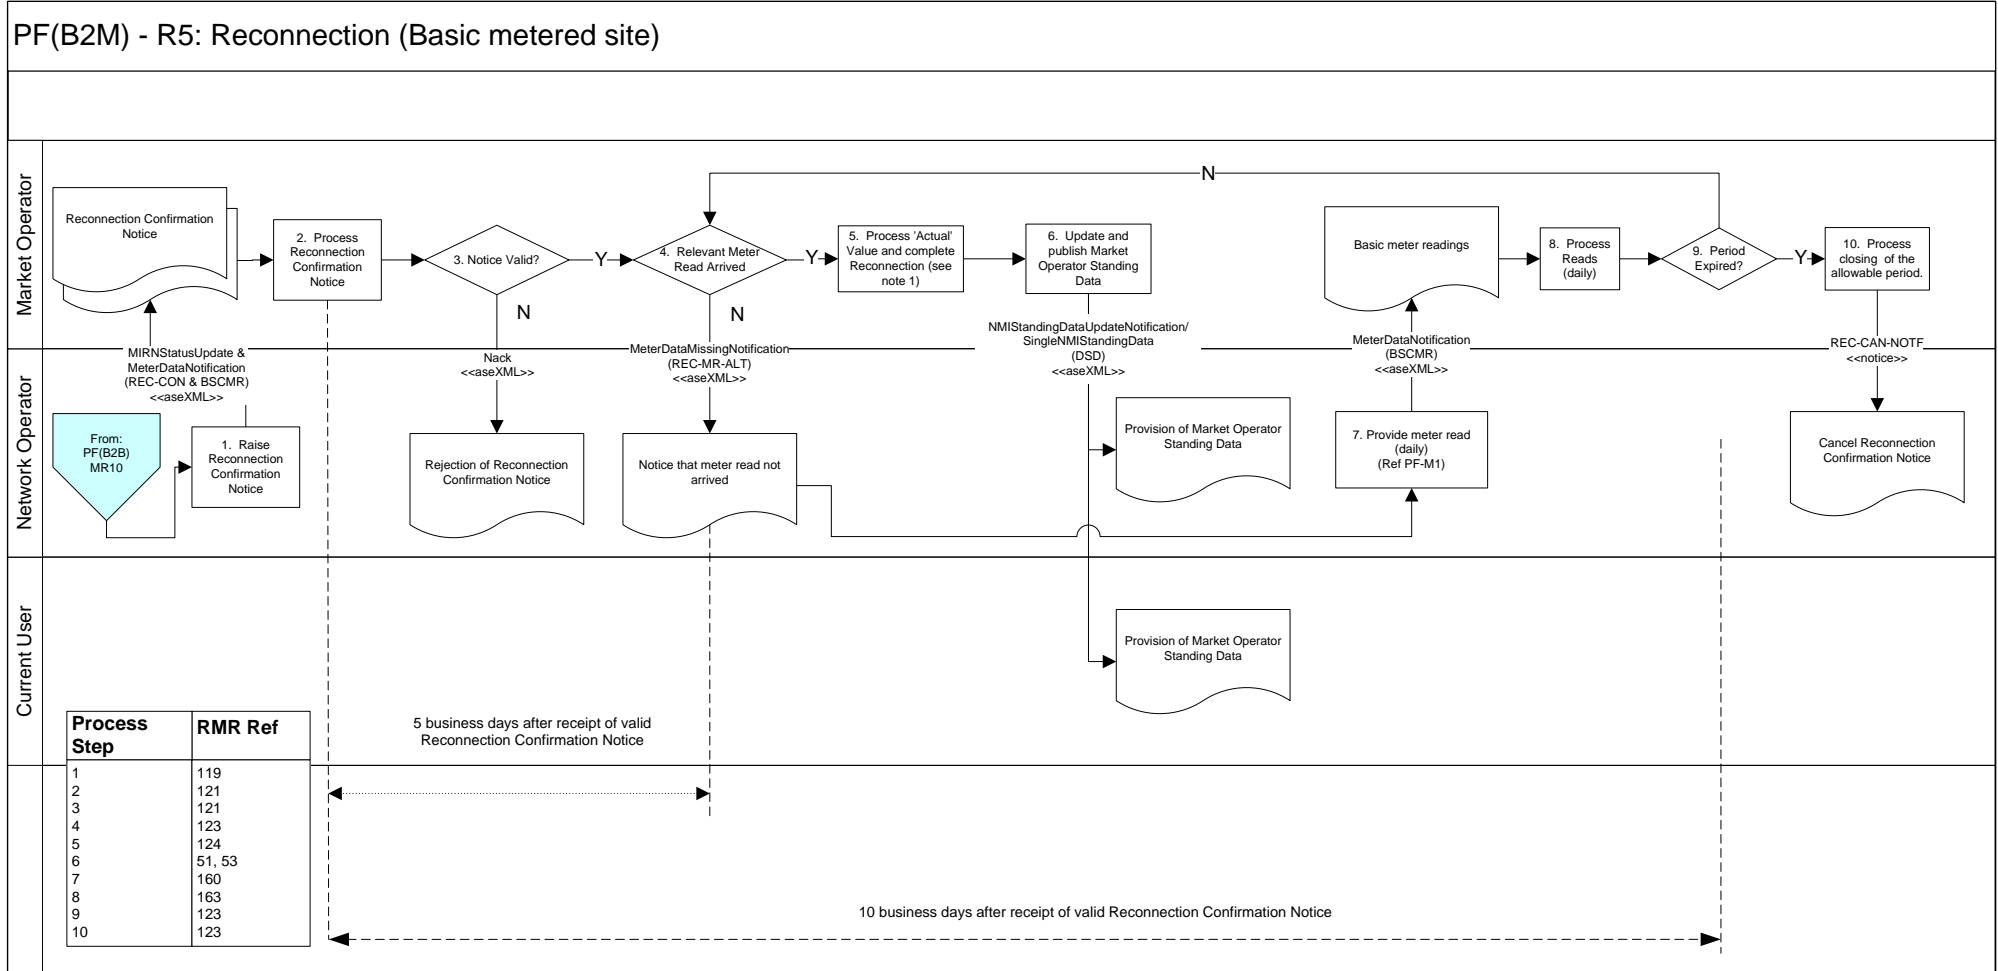 PF(B2M) - R5: Reconnection (Basic metered site)
Market Operator
Reconnection Confirmation
Notice
2. Process
Reconnection
Confirmation
Notice
3. Notice Valid?
Y
N
4. Relevant Meter
Read Arrived
Y
N
5. Process 'Actual'
Value and complete
Reconnection (see
note 1)
6. Update and
publish Market
Operator Standing
Data
N
Basic meter readings
8. Process
Reads
(daily)
9. Period
Expired?
Y
10. Process
closing of the
allowable period.
MIRNStatusUpdate &
MeterDataNotification
(REC-CON & BSCMR)
<<aseXML>>
Nack
<<aseXML>>
MeterDataMissingNotification
(REC-MR-ALT)
<<aseXML>>
NMIStandingDataUpdateNotification/
SingleNMIStandingData
(DSD)
<<aseXML>>
MeterDataNotification
(BSCMR)
<<aseXML>>
REC-CAN-NOTF
<<notice>>
Network Operator
From:
PF(B2B)
MR10
1. Raise
Reconnection
Confirmation
Notice
Rejection of Reconnection
Confirmation Notice
Notice that meter read not
arrived
Provision of Market Operator
Standing Data
7. Provide meter read
(daily)
(Ref PF-M1)
Cancel Reconnection
Confirmation Notice
Current User
Provision of Market Operator
Standing Data
5 business days after receipt of valid
Reconnection Confirmation Notice
Process
Step
RMR Ref
1 119
2 121
3 121
4 123
5 124
6 51, 53
7 160
8 163
9 123
10 123
10 business days after receipt of valid Reconnection Confirmation Notice